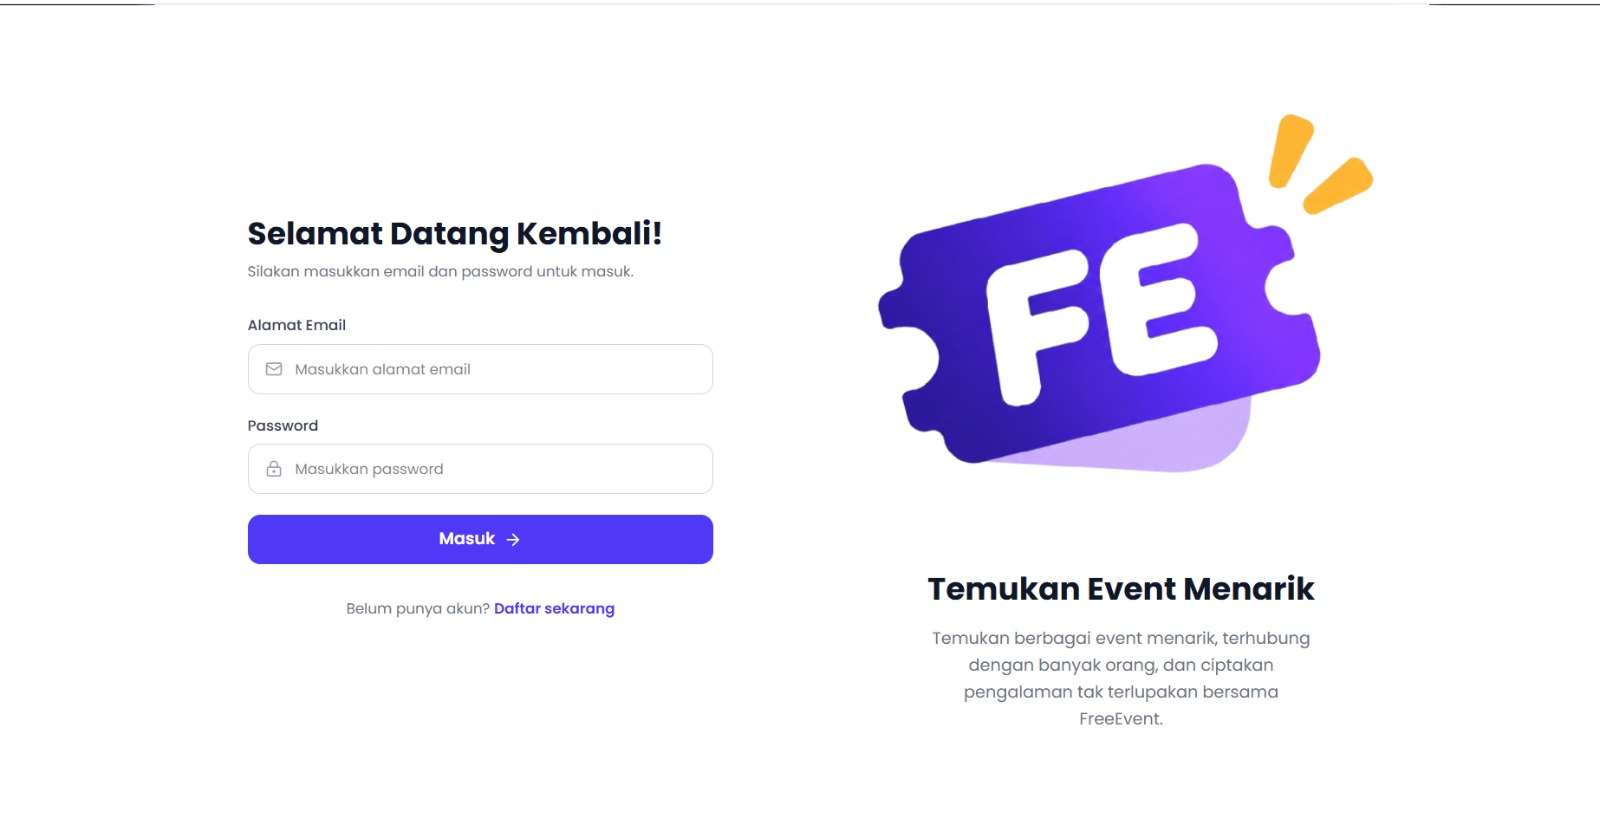 Selamat Datang Kembali!
Silakan masukkan email dan password untuk masuk.
Alamat Email
Masukkan alamat email
Password
Masukkan password
Masuk →
Belum punya akun? Daftar sekarang
FE
Temukan Event Menarik
Temukan berbagai event menarik, terhubung
dengan banyak orang, dan ciptakan
pengalaman tak terlupakan bersama
FreeEvent.